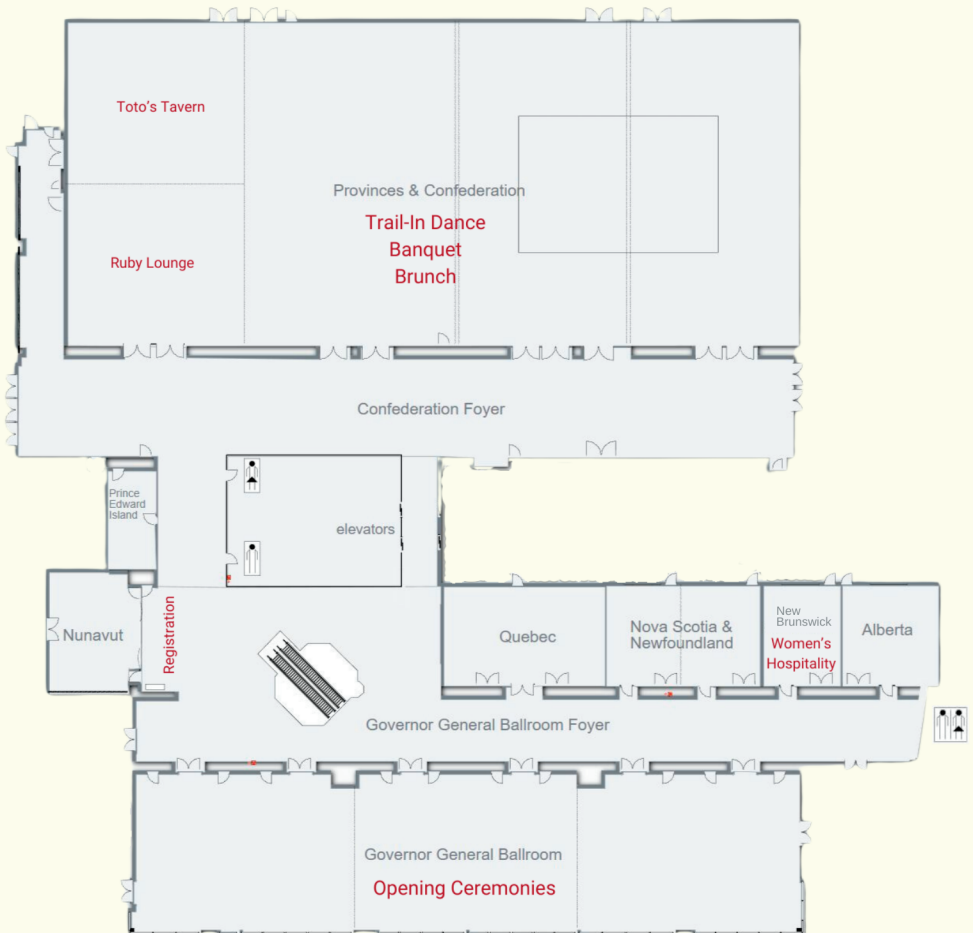 Toto's Tavern
Provinces & Confederation
Trail-In Dance
Banquet
Brunch
Ruby Lounge
Confederation Foyer
Prince
Edward
Island
elevators
Nunavut
Registration
Quebec
Nova Scotia &
Newfoundland
New
Brunswick
Women's
Hospitality
Alberta
Governor General Ballroom Foyer
Governor General Ballroom
Opening Ceremonies